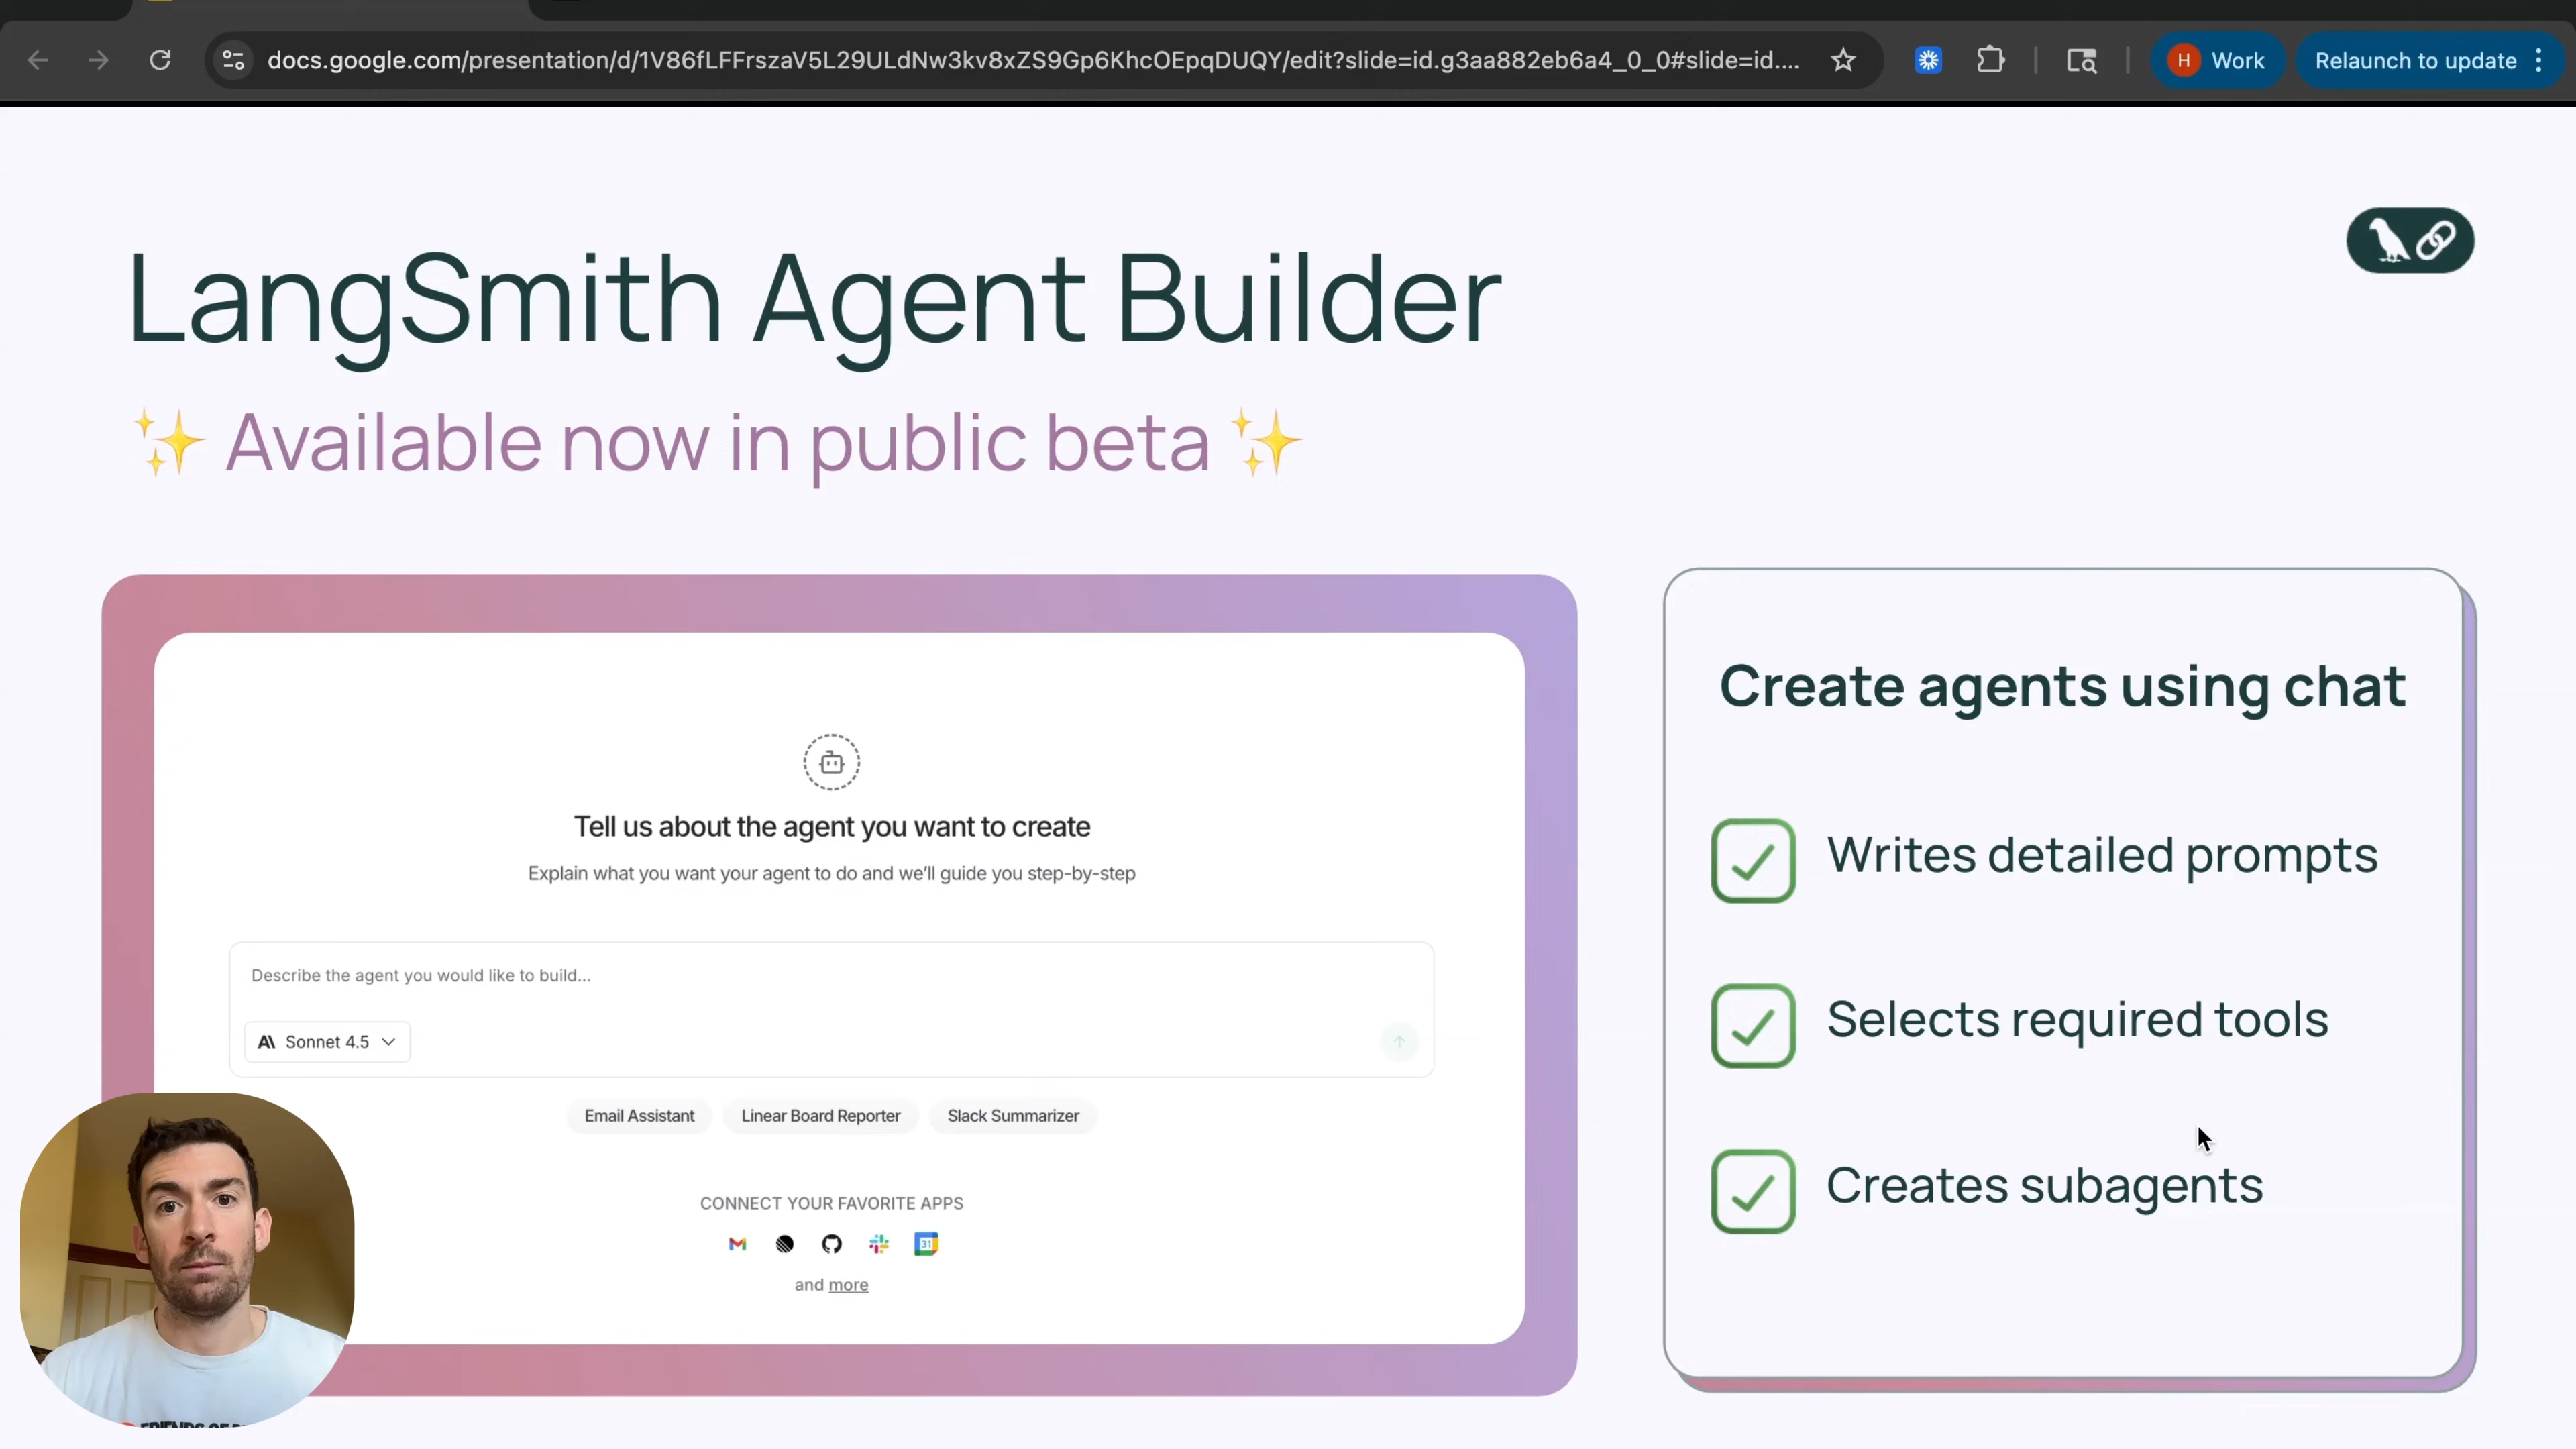 docs.google.com/presentation/d/1V86fLFFrszaV5L29ULdNw3kv8xZS9Gp6KhcOEpqDUQY/edit?slide=id.g3aa882eb6a4_0_0#slide=id....
H Work
Relaunch to update
LangSmith Agent Builder
✨ Available now in public beta ✨
Tell us about the agent you want to create
Explain what you want your agent to do and we'll guide you step-by-step
Describe the agent you would like to build...
Sonnet 4.5
Email Assistant
Linear Board Reporter
Slack Summarizer
CONNECT YOUR FAVORITE APPS
31
and more
Create agents using chat
Writes detailed prompts
Selects required tools
Creates subagents